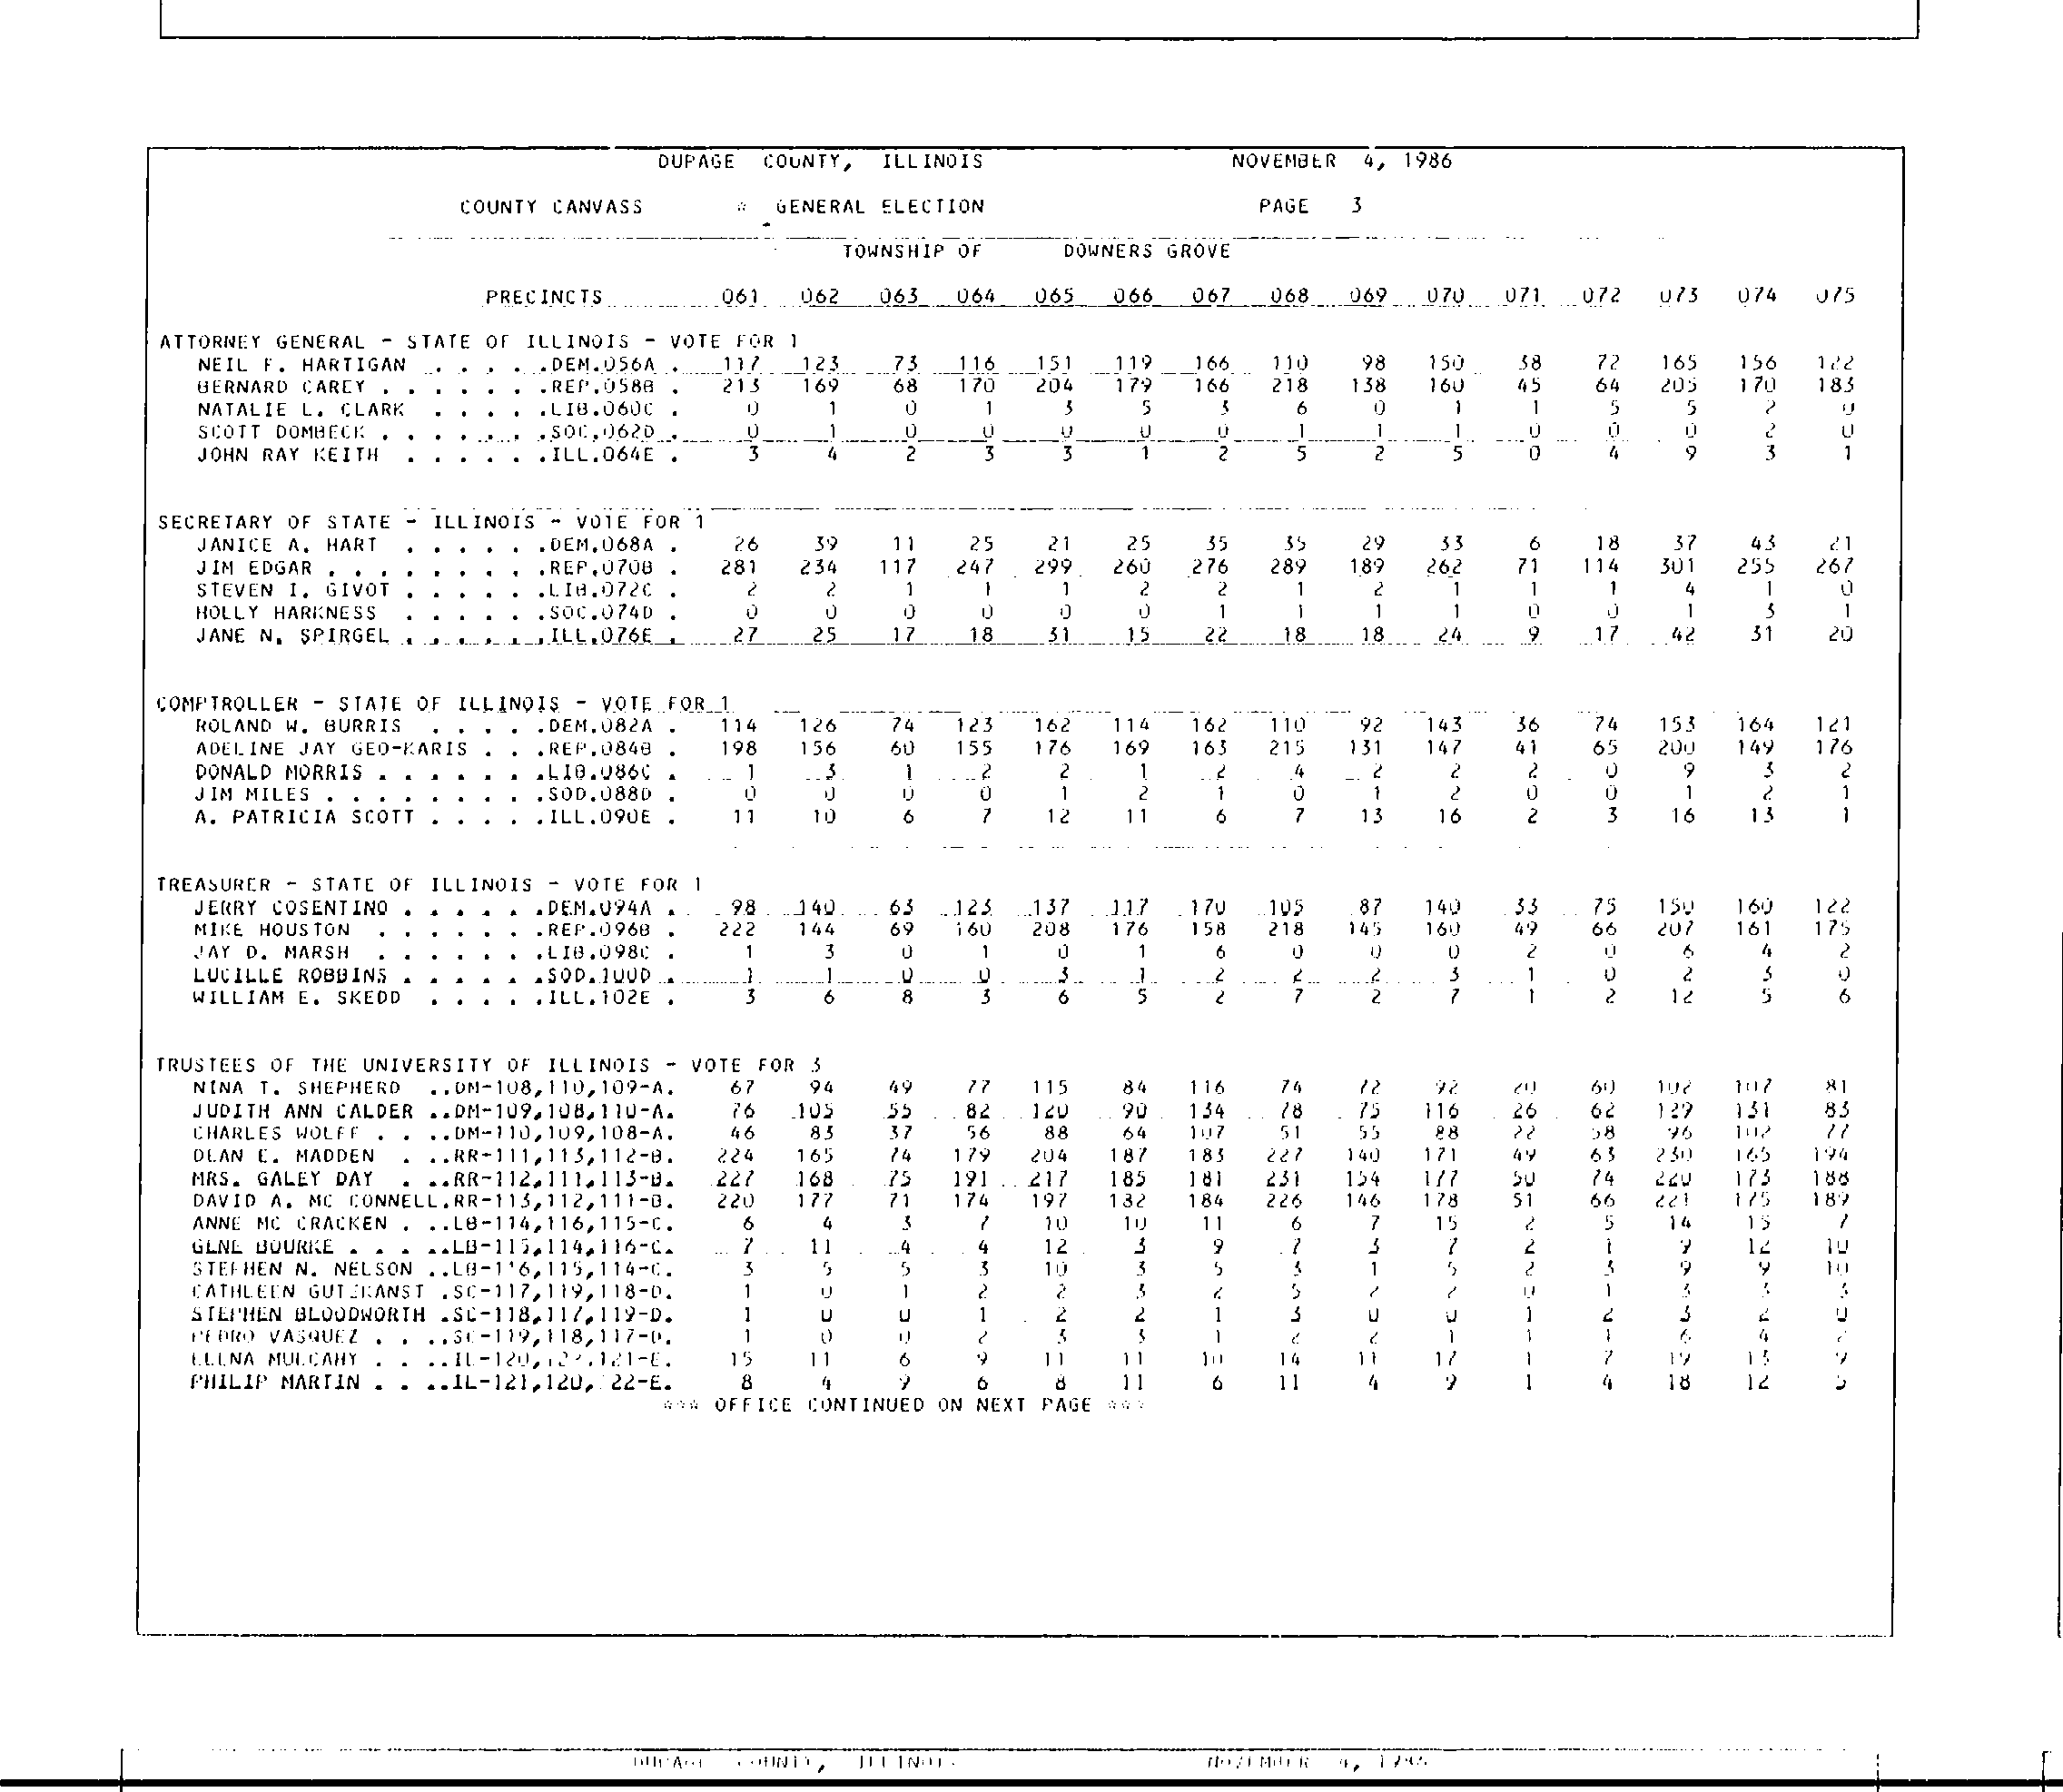 DUPAGE COUNTY, ILLINOIS NOVEMBER 4, 1986
COUNTY CANVASS * GENERAL ELECTION PAGE 3
TOWNSHIP OF DOWNERS GROVE
PRECINCTS 061 062 063 064 065 066 067 068 069 070 071 072 073 074 075
ATTORNEY GENERAL - STATE OF ILLINOIS - VOTE FOR 1
NEIL F. HARTIGAN . . . . .DEM.056A . 117 123 73 116 151 119 166 110 98 150 38 72 165 156 122
BERNARD CAREY . . . . . . .REP.058B . 213 169 68 170 204 179 166 218 138 160 45 64 205 170 183
NATALIE L. CLARK . . . . .LIB.060C . 0 1 0 1 3 5 3 6 0 1 1 5 5 2 0
SCOTT DOMBECK . . . . . . .SOC.062D . 0 1 0 0 0 0 0 1 1 1 0 0 0 2 0
JOHN RAY KEITH . . . . . .ILL.064E . 3 4 2 3 3 1 2 5 2 5 0 4 9 3 1
SECRETARY OF STATE - ILLINOIS - VOTE FOR 1
JANICE A. HART . . . . . .DEM.068A . 26 39 11 25 21 25 35 35 29 33 6 18 37 43 21
JIM EDGAR . . . . . . . . .REP.070B . 281 234 117 247 299 260 276 289 189 262 71 114 301 255 267
STEVEN I. GIVOT . . . . . .LIB.072C . 2 2 1 1 1 2 2 1 2 1 1 1 4 1 0
HOLLY HARKNESS . . . . . .SOC.074D . 0 0 0 0 0 0 1 1 1 1 0 0 1 3 1
JANE N. SPIRGEL . . . . . .ILL.076E . 27 25 17 18 31 15 22 18 18 24 9 17 42 31 20
COMPTROLLER - STATE OF ILLINOIS - VOTE FOR 1
ROLAND W. BURRIS . . . . .DEM.082A . 114 126 74 123 162 114 162 110 92 143 36 74 153 164 121
ADELINE JAY GEO-KARIS . . .REP.084B . 198 156 60 155 176 169 163 215 131 147 41 65 200 149 176
DONALD MORRIS . . . . . . .LIB.086C . 1 3 1 2 2 1 2 4 2 2 2 0 9 3 2
JIM MILES . . . . . . . . .SOD.088D . 0 0 0 0 1 2 1 0 1 2 0 0 1 2 1
A. PATRICIA SCOTT . . . . .ILL.090E . 11 10 6 7 12 11 6 7 13 16 2 3 16 13 1
TREASURER - STATE OF ILLINOIS - VOTE FOR 1
JERRY COSENTINO . . . . . .DEM.094A . 98 140 63 123 137 117 170 105 87 140 33 75 150 160 122
MIKE HOUSTON . . . . . . .REP.096B . 222 144 69 160 208 176 158 218 145 160 49 66 207 161 175
JAY D. MARSH . . . . . . .LIB.098C . 1 3 0 1 0 1 6 0 0 0 2 0 6 4 2
LUCILLE ROBBINS . . . . . .SOD.100D . 1 1 0 0 3 1 2 2 2 3 1 0 2 3 0
WILLIAM E. SKEDD . . . . .ILL.102E . 3 6 8 3 6 5 2 7 2 7 1 2 12 5 6
TRUSTEES OF THE UNIVERSITY OF ILLINOIS - VOTE FOR 3
NINA T. SHEPHERD ..DM-108,110,109-A. 67 94 49 77 115 84 116 74 72 92 20 60 102 107 81
JUDITH ANN CALDER ..DM-109,108,110-A. 76 105 55 82 120 90 134 78 75 116 26 62 129 131 83
CHARLES WOLFF . . ..DM-110,109,108-A. 46 83 37 56 88 64 107 51 55 88 22 58 96 102 77
DEAN E. MADDEN . ..RR-111,113,112-B. 224 165 74 179 204 187 183 227 140 171 49 63 230 165 194
MRS. GALEY DAY . ..RR-112,111,113-B. 227 168 75 191 217 185 181 231 154 177 50 74 220 173 188
DAVID A. MC CONNELL.RR-113,112,111-B. 220 177 71 174 197 182 184 226 146 178 51 66 221 175 189
ANNE MC CRACKEN . ..LB-114,116,115-C. 6 4 3 7 10 10 11 6 7 15 2 5 14 15 7
GENE BOURKE . . . ..LB-115,114,116-C. 7 11 4 4 12 3 9 7 3 7 2 1 9 12 10
STEPHEN N. NELSON ..LB-116,115,114-C. 3 5 5 3 10 3 5 3 1 5 2 3 9 9 10
CATHLEEN GUTEKANST .SC-117,119,118-D. 1 0 1 2 2 3 2 5 2 2 0 1 3 3 3
STEPHEN BLOODWORTH .SC-118,117,119-D. 1 0 0 1 2 2 1 3 0 0 1 2 3 2 0
PEDRO VASQUEZ . . ..SC-119,118,117-D. 1 0 0 2 3 3 1 2 2 1 1 1 6 4 2
ELENA MULCAHY . . ..IL-120,122,121-E. 15 11 6 9 11 11 10 14 11 17 1 7 19 13 9
PHILIP MARTIN . . ..IL-121,120,122-E. 8 4 9 6 8 11 6 11 4 9 1 4 18 12 5
*** OFFICE CONTINUED ON NEXT PAGE ***
DUPAGE COUNTY, ILLINOIS NOVEMBER 4, 1986